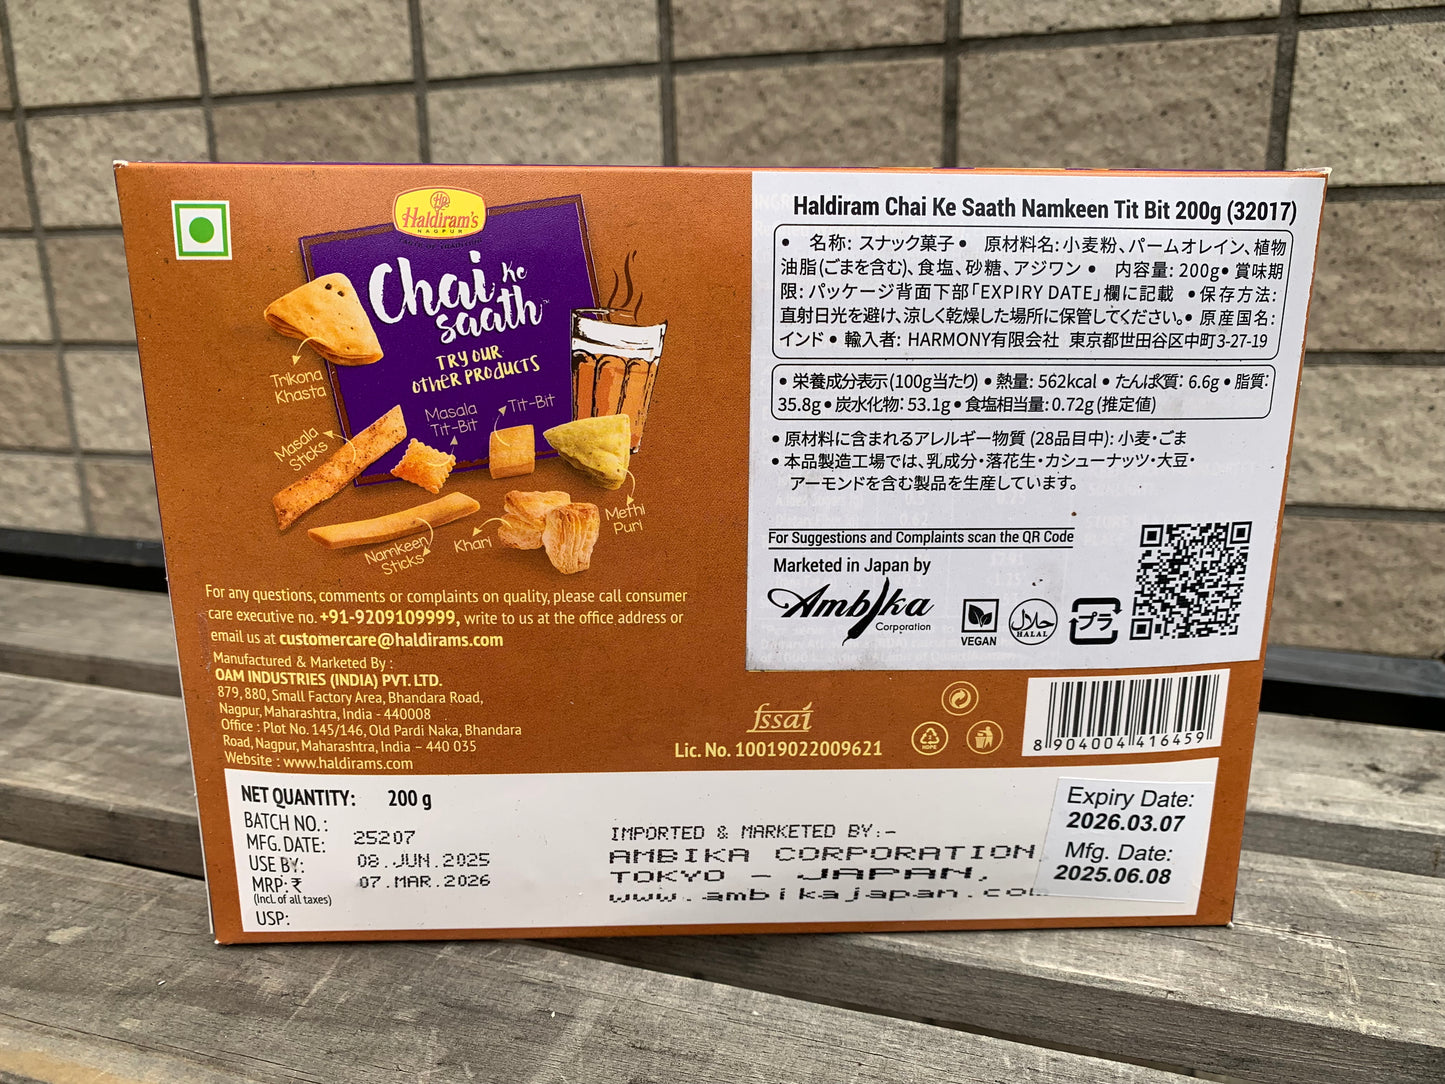 Haldiram's
NAGPUR
Chai Ke
saath
TRY OUR
OTHER PRODUCTS
Trikona
Khasta
Masala
Tit-Bit
Tit-Bit
Masala
Sticks
Namkeen
Sticks
Khari
Methi
Puri
For any questions, comments or complaints on quality, please call consumer
care executive no. +91-9209109999, write to us at the office address or
email us at customercare@haldirams.com
Manufactured & Marketed By :
OAM INDUSTRIES (INDIA) PVT. LTD.
879, 880, Small Factory Area, Bhandara Road,
Nagpur, Maharashtra, India - 440008
Office : Plot No. 145/146, Old Pardi Naka, Bhandara
Road, Nagpur, Maharashtra, India – 440 035
Website : www.haldirams.com
Haldiram Chai Ke Saath Namkeen Tit Bit 200g (32017)
● 名称: スナック菓子 ● 原材料名: 小麦粉、パームオレイン、植物
油脂(ごまを含む)、食塩、砂糖、アジワン ● 内容量: 200g ● 賞味期
限: パッケージ背面下部「EXPIRY DATE」欄に記載 ● 保存方法:
直射日光を避け、涼しく乾燥した場所に保管してください。● 原産国名:
インド ● 輸入者: HARMONY有限会社 東京都世田谷区中町3-27-19
● 栄養成分表示(100g当たり) ● 熱量: 562kcal ● たんぱく質: 6.6g ● 脂質:
35.8g ● 炭水化物: 53.1g ● 食塩相当量: 0.72g (推定値)
● 原材料に含まれるアレルギー物質 (28品目中): 小麦・ごま
● 本品製造工場では、乳成分・落花生・カシューナッツ・大豆・
アーモンドを含む製品を生産しています。
For Suggestions and Complaints scan the QR Code
Marketed in Japan by
Ambika
Corporation
VEGAN
حلال
HALAL
プラ
fssai
Lic. No. 10019022009621
HDPE
8 904004 416459
NET QUANTITY: 200 g
BATCH NO. : 25207
MFG. DATE: 08.JUN.2025
USE BY: 07.MAR.2026
MRP: ₹
(Incl. of all taxes)
USP:
IMPORTED & MARKETED BY:-
AMBIKA CORPORATION
TOKYO - JAPAN,
www.ambikajapan.com
Expiry Date:
2026.03.07
Mfg. Date:
2025.06.08